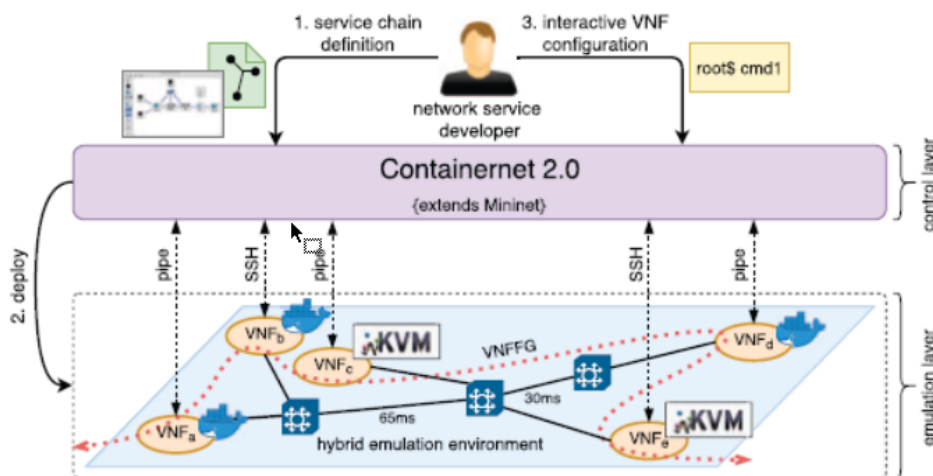 1. service chain
definition
3. interactive VNF
configuration
root$ cmd1
network service
developer
Containernet 2.0
{extends Mininet}
control layer
2. deploy
pipe
SSH
pipe
SSH
pipe
VNFb
KVM
VNFc
VNFFG
VNFd
30ms
65ms
VNFa
KVM
VNFe
hybrid emulation environment
emulation layer